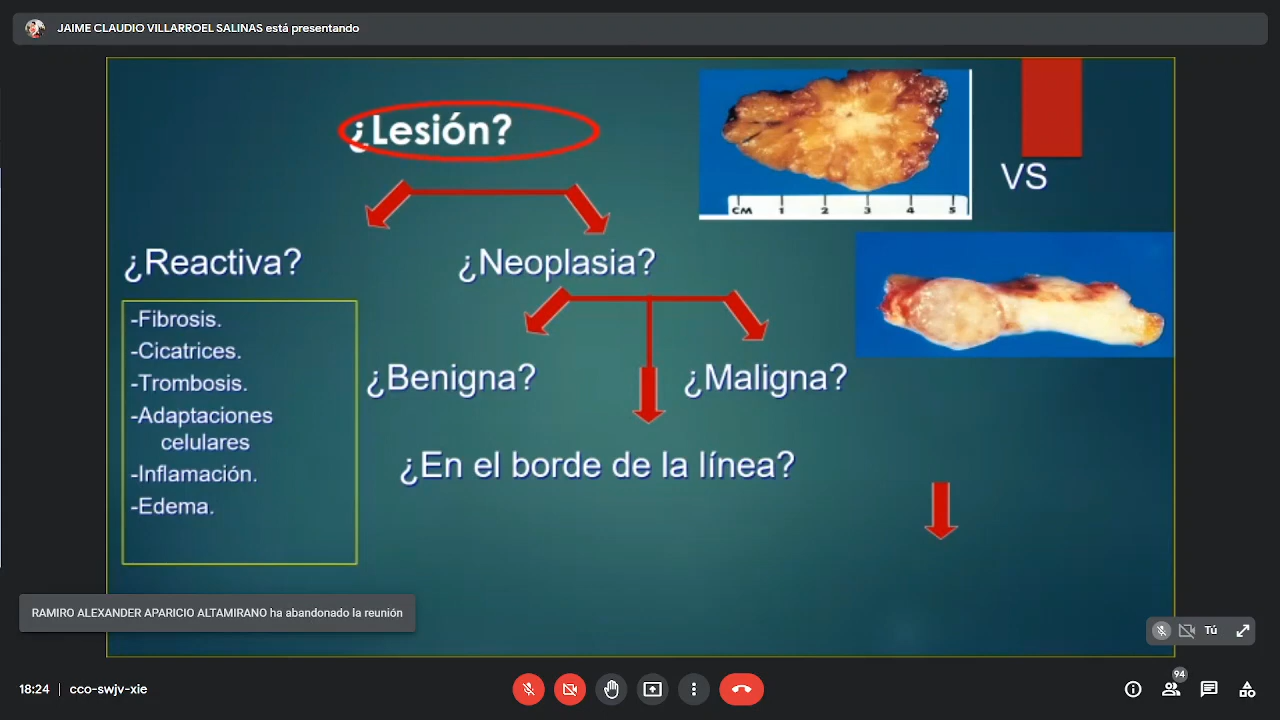 JAIME CLAUDIO VILLARROEL SALINAS está presentando
¿Lesión?
VS
¿Reactiva?
¿Neoplasia?
-Fibrosis.
-Cicatrices.
-Trombosis.
-Adaptaciones
celulares
-Inflamación.
-Edema.
¿Benigna?
¿Maligna?
¿En el borde de la línea?
CM 1 2 3 4 5
RAMIRO ALEXANDER APARICIO ALTAMIRANO ha abandonado la reunión
Tú
18:24 | cco-swjv-xie
94